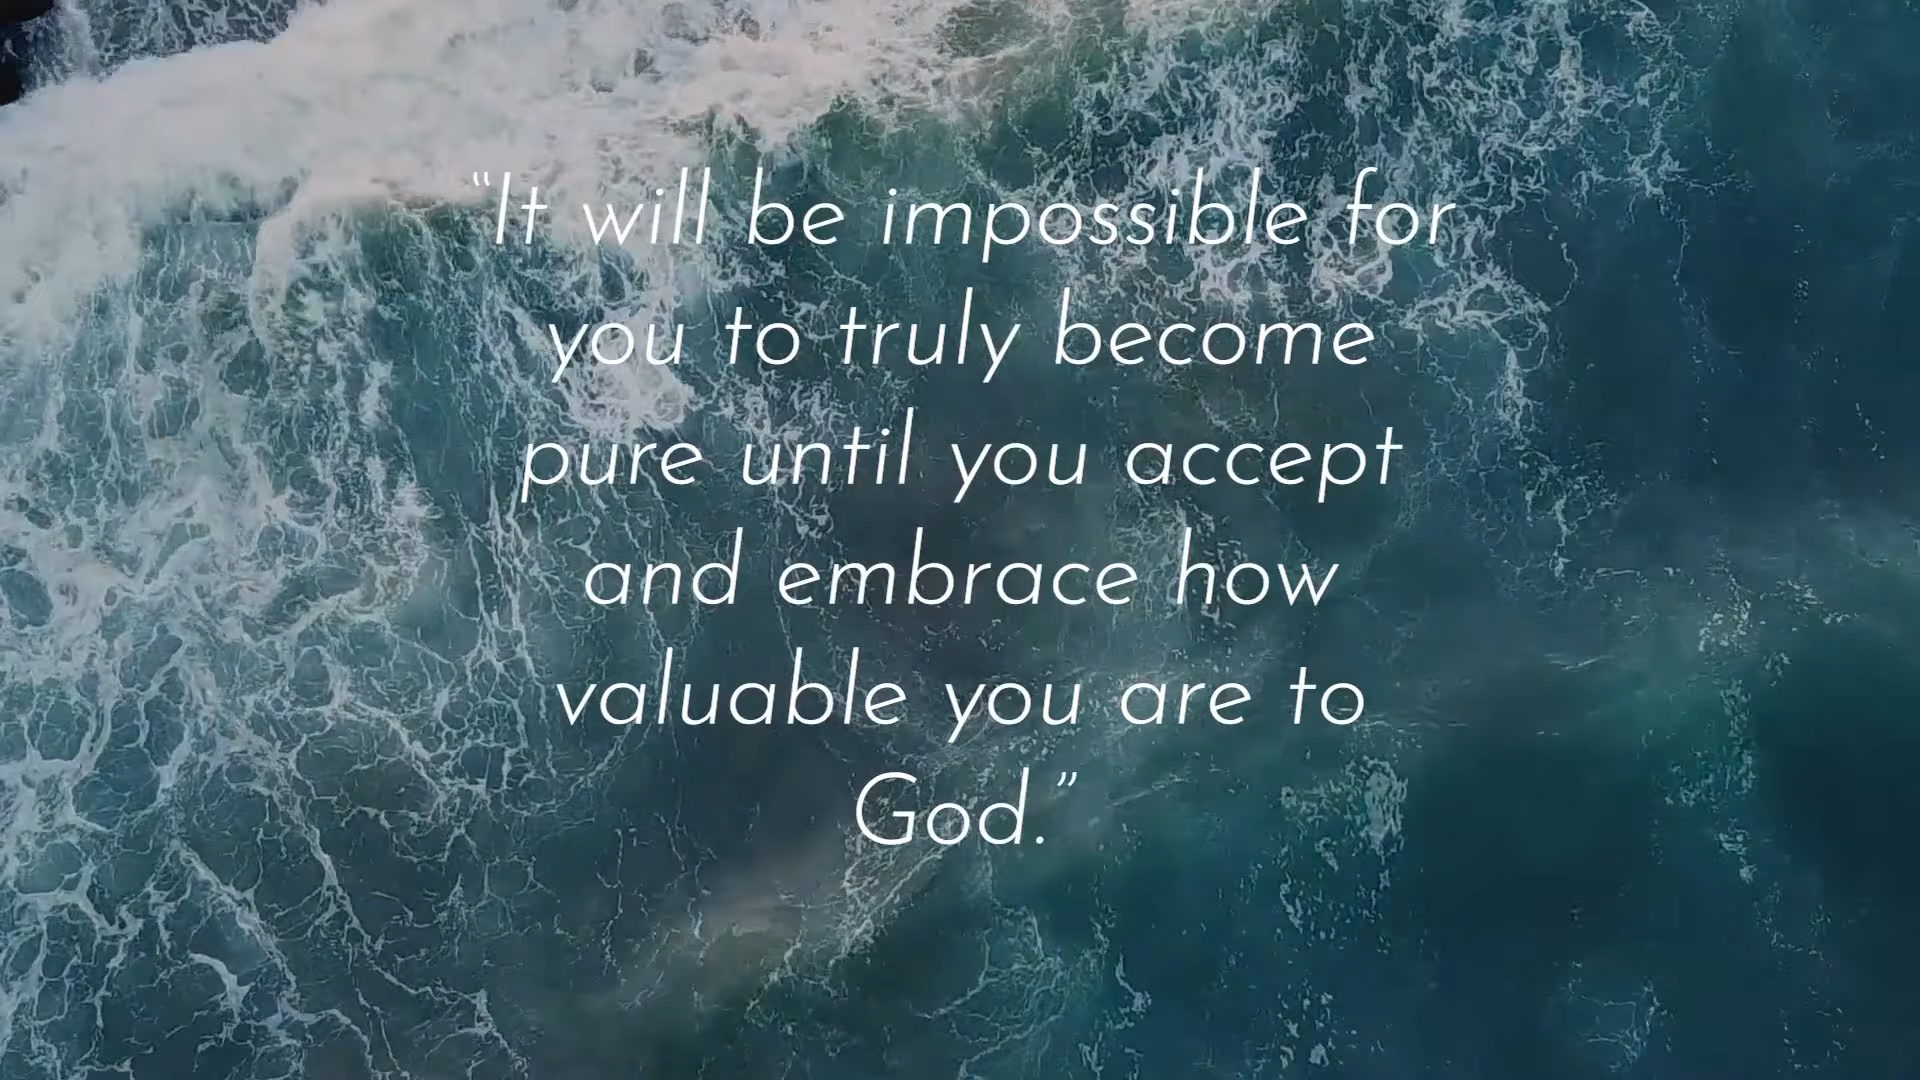 “It will be impossible for
you to truly become
pure until you accept
and embrace how
valuable you are to
God.”